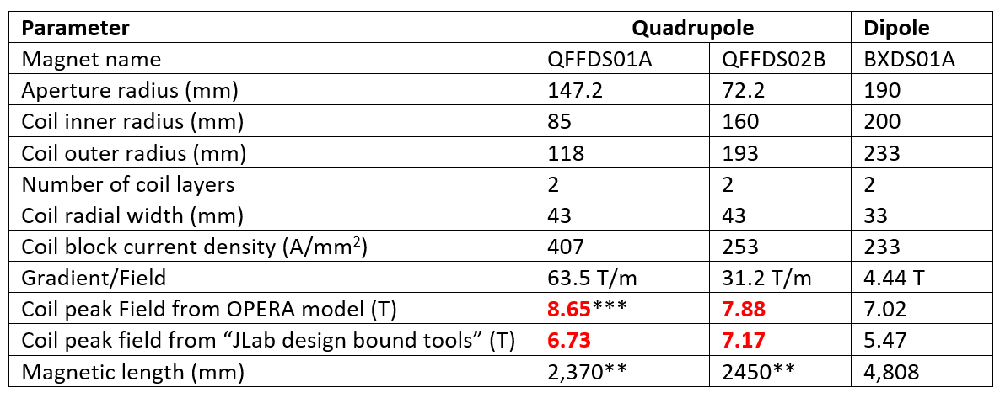 Parameter Quadrupole Dipole
Magnet name QFFDS01A QFFDS02B BXDS01A
Aperture radius (mm) 147.2 72.2 190
Coil inner radius (mm) 85 160 200
Coil outer radius (mm) 118 193 233
Number of coil layers 2 2 2
Coil radial width (mm) 43 43 33
Coil block current density (A/mm²) 407 253 233
Gradient/Field 63.5 T/m 31.2 T/m 4.44 T
Coil peak Field from OPERA model (T) 8.65*** 7.88 7.02
Coil peak field from “JLab design bound tools” (T) 6.73 7.17 5.47
Magnetic length (mm) 2,370** 2450** 4,808